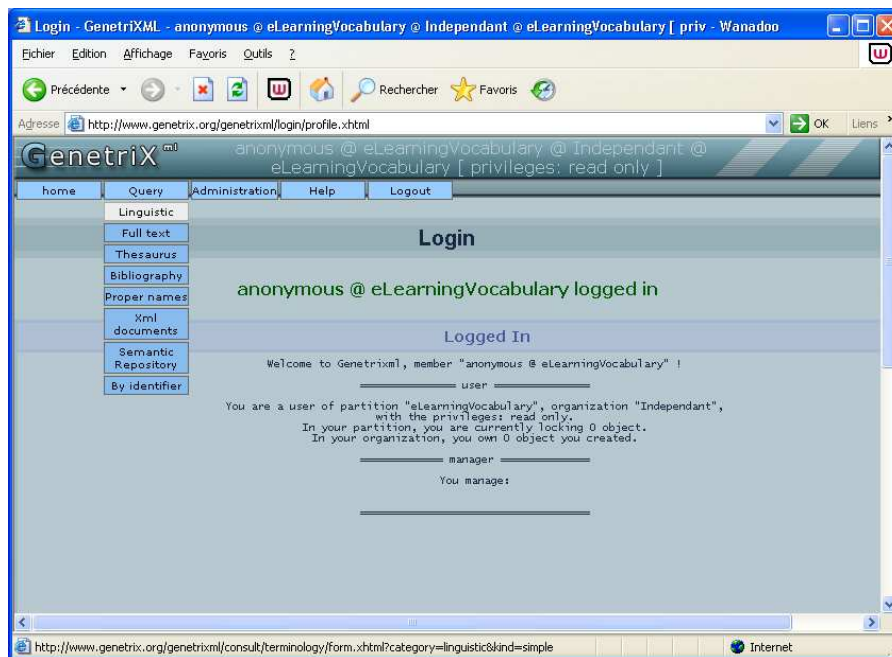 Login - GenetriXML - anonymous @ eLearningVocabulary @ Independant @ eLearningVocabulary [ priv - Wanadoo
Fichier Edition Affichage Favoris Outils ?
Précédente Rechercher Favoris
Adresse http://www.genetrix.org/genetrixml/login/profile.xhtml OK Liens
GenetriX ml
anonymous @ eLearningVocabulary @ Independant @
eLearningVocabulary [ privileges: read only ]
home Query Administration Help Logout
Linguistic
Full text
Thesaurus
Bibliography
Proper names
Xml
documents
Semantic
Repository
By identifier
Login
anonymous @ eLearningVocabulary logged in
Logged In
Welcome to Genetrixml, member "anonymous @ eLearningVocabulary" !
user
You are a user of partition "eLearningVocabulary", organization "Independant",
with the privileges: read only.
In your partition, you are currently locking 0 object.
In your organization, you own 0 object you created.
manager
You manage:
http://www.genetrix.org/genetrixml/consult/terminology/form.xhtml?category=linguistic&kind=simple Internet